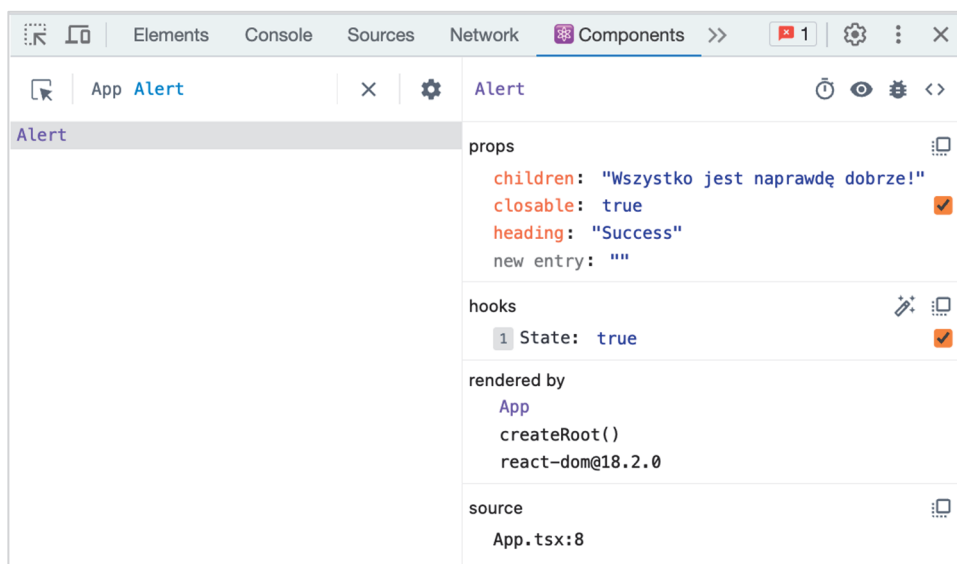 Elements Console Sources Network Components 1
App Alert
Alert
Alert
props
children: "Wszystko jest naprawdę dobrze!"
closable: true
heading: "Success"
new entry: ""
hooks
1 State: true
rendered by
App
createRoot()
react-dom@18.2.0
source
App.tsx:8